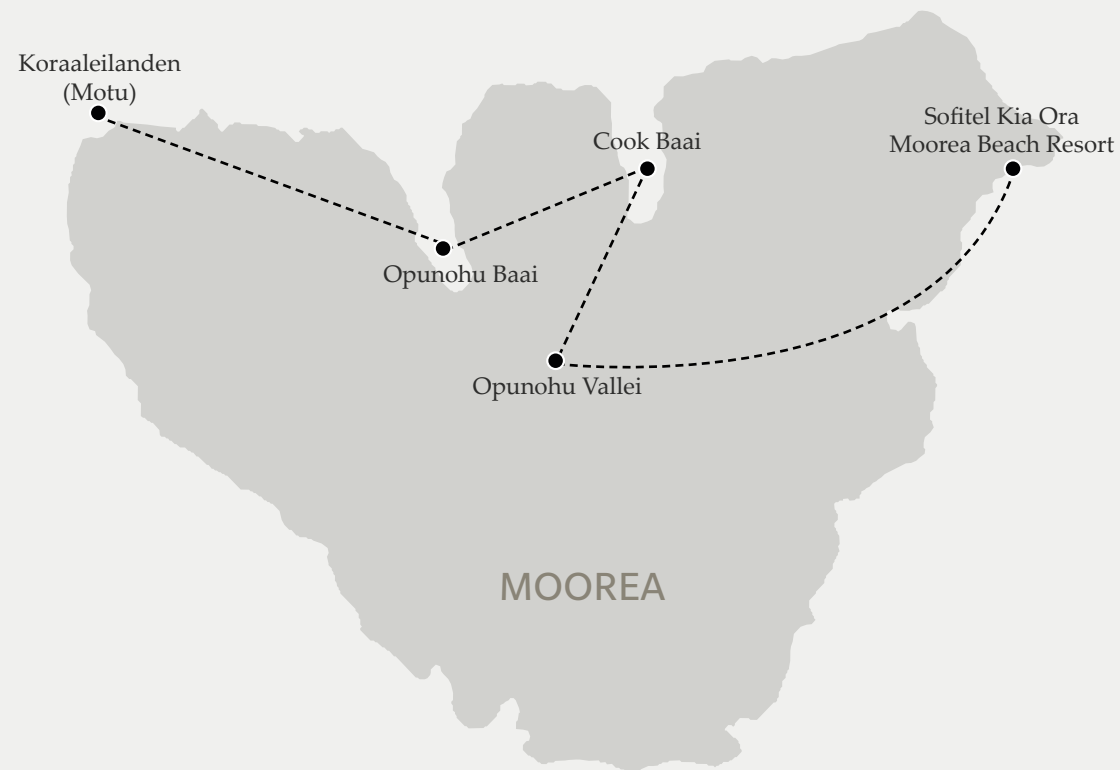 Koraaleilanden
(Motu)
Sofitel Kia Ora
Moorea Beach Resort
Cook Baai
Opunohu Baai
Opunohu Vallei
MOOREA